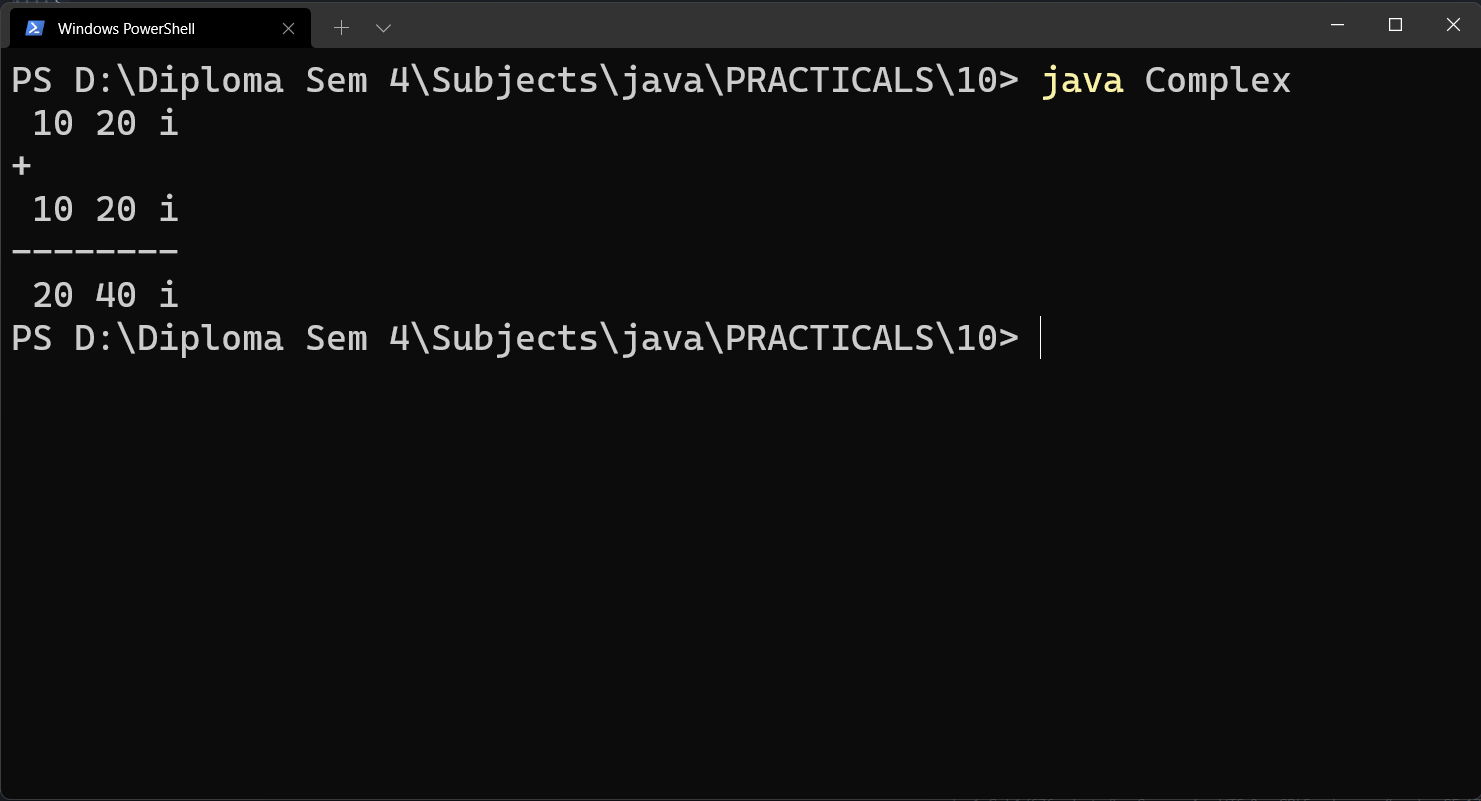 Windows PowerShell
PS D:\Diploma Sem 4\Subjects\java\PRACTICALS\10> java Complex
 10 20 i
+
 10 20 i
--------
 20 40 i
PS D:\Diploma Sem 4\Subjects\java\PRACTICALS\10>